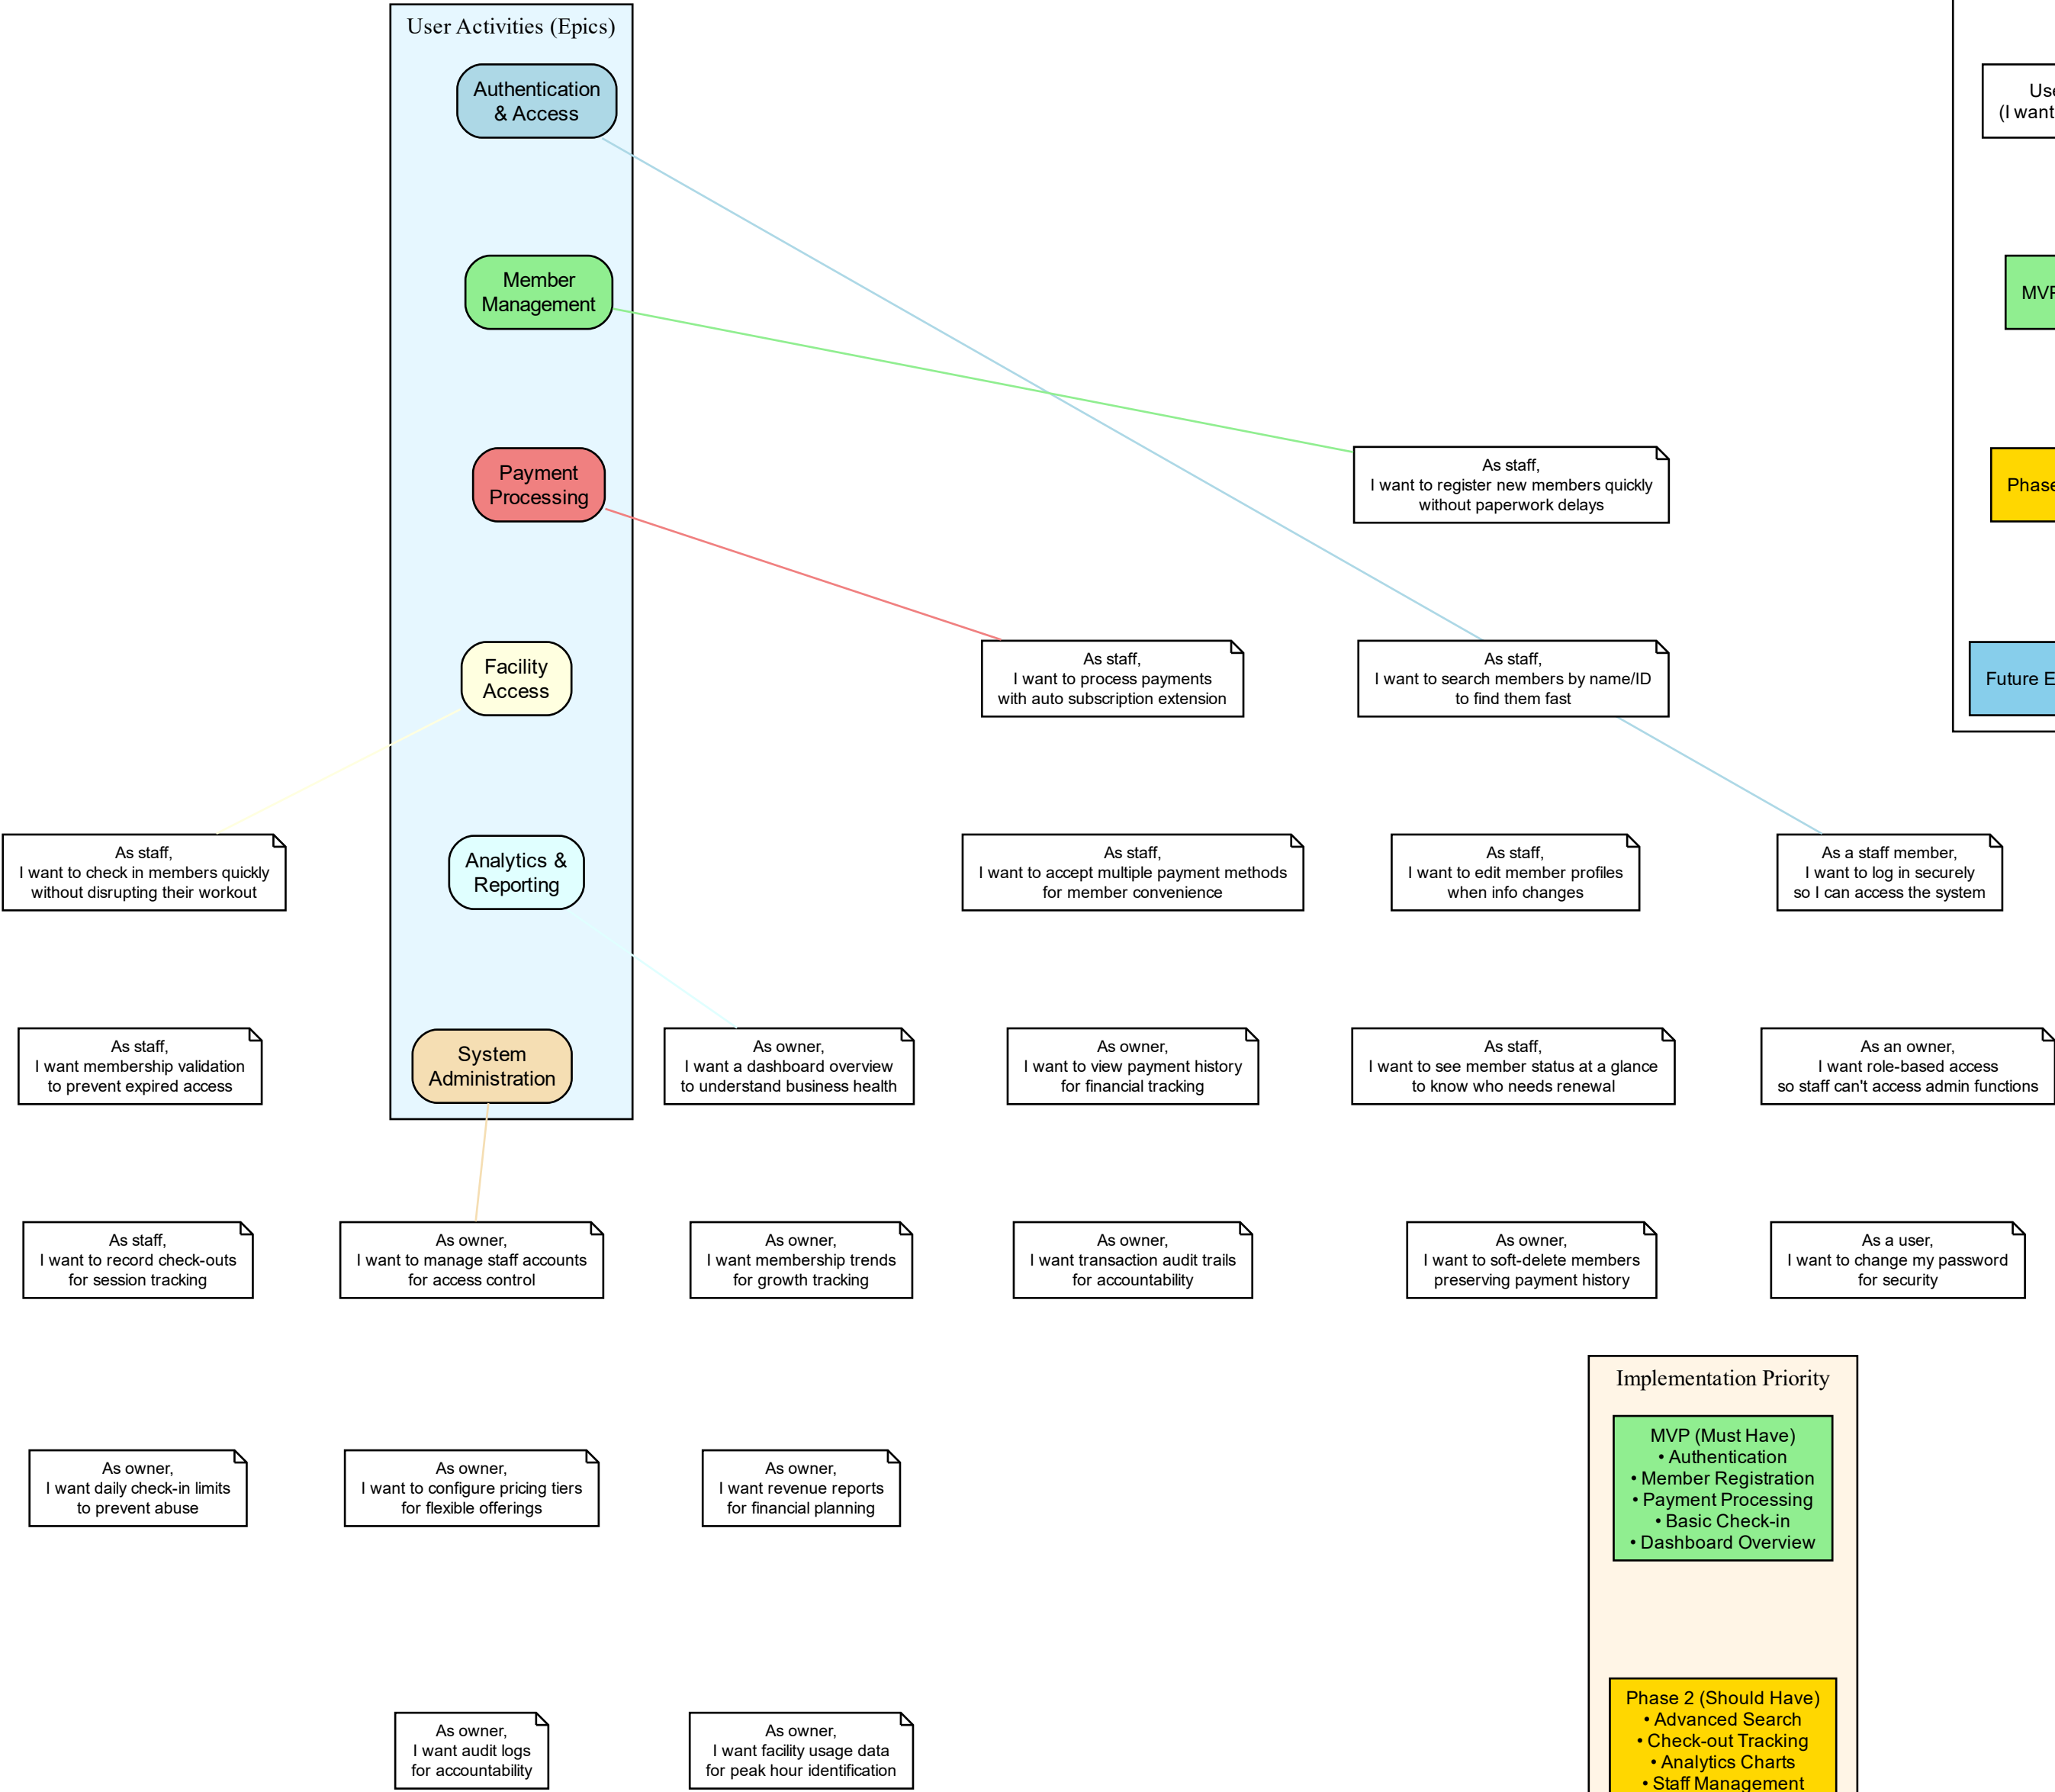 User Activities (Epics)
Authentication
& Access
Use
(I want
Member
Management
MVP
Payment
Processing
As staff,
I want to register new members quickly
without paperwork delays
Phase
Facility
Access
As staff,
I want to process payments
with auto subscription extension
As staff,
I want to search members by name/ID
to find them fast
Future E
As staff,
I want to check in members quickly
without disrupting their workout
Analytics &
Reporting
As staff,
I want to accept multiple payment methods
for member convenience
As staff,
I want to edit member profiles
when info changes
As a staff member,
I want to log in securely
so I can access the system
As staff,
I want membership validation
to prevent expired access
System
Administration
As owner,
I want a dashboard overview
to understand business health
As owner,
I want to view payment history
for financial tracking
As staff,
I want to see member status at a glance
to know who needs renewal
As an owner,
I want role-based access
so staff can't access admin functions
As staff,
I want to record check-outs
for session tracking
As owner,
I want to manage staff accounts
for access control
As owner,
I want membership trends
for growth tracking
As owner,
I want transaction audit trails
for accountability
As owner,
I want to soft-delete members
preserving payment history
As a user,
I want to change my password
for security
As owner,
I want daily check-in limits
to prevent abuse
As owner,
I want to configure pricing tiers
for flexible offerings
As owner,
I want revenue reports
for financial planning
Implementation Priority
MVP (Must Have)
• Authentication
• Member Registration
• Payment Processing
• Basic Check-in
• Dashboard Overview
As owner,
I want audit logs
for accountability
As owner,
I want facility usage data
for peak hour identification
Phase 2 (Should Have)
• Advanced Search
• Check-out Tracking
• Analytics Charts
• Staff Management